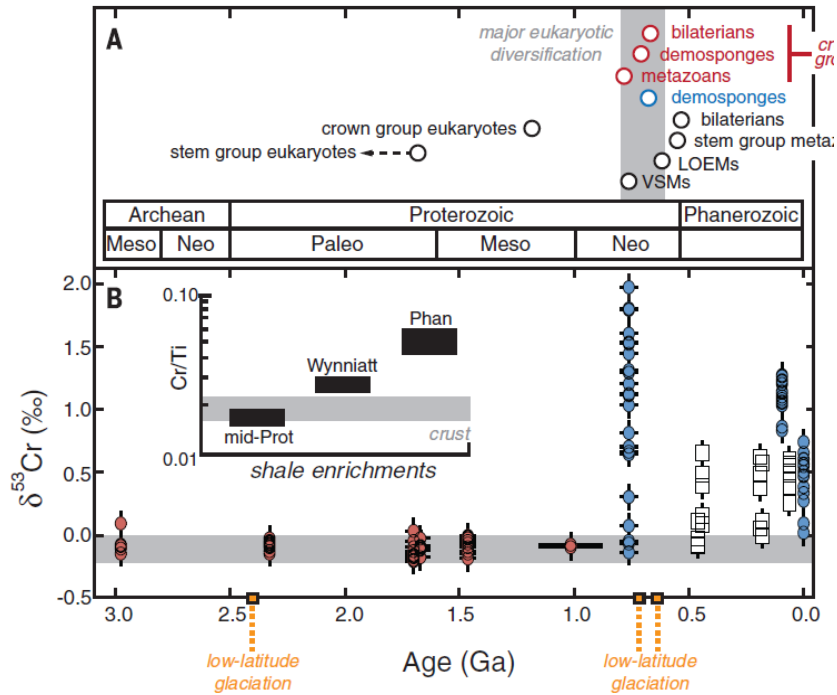 A
major eukaryotic
diversification
bilaterians
demosponges
metazoans
demosponges
bilaterians
crown group eukaryotes
stem group metaz
stem group eukaryotes
LOEMs
VSMs
Archean Proterozoic Phanerozoic
Meso Neo Paleo Meso Neo
B
2.0
1.5
1.0
0.5
0.0
-0.5
δ53Cr (‰)
0.10
Cr/Ti
0.01
Phan
Wynniatt
mid-Prot
crust
shale enrichments
3.0 2.5 2.0 1.5 1.0 0.5 0.0
low-latitude
glaciation
Age (Ga)
low-latitude
glaciation